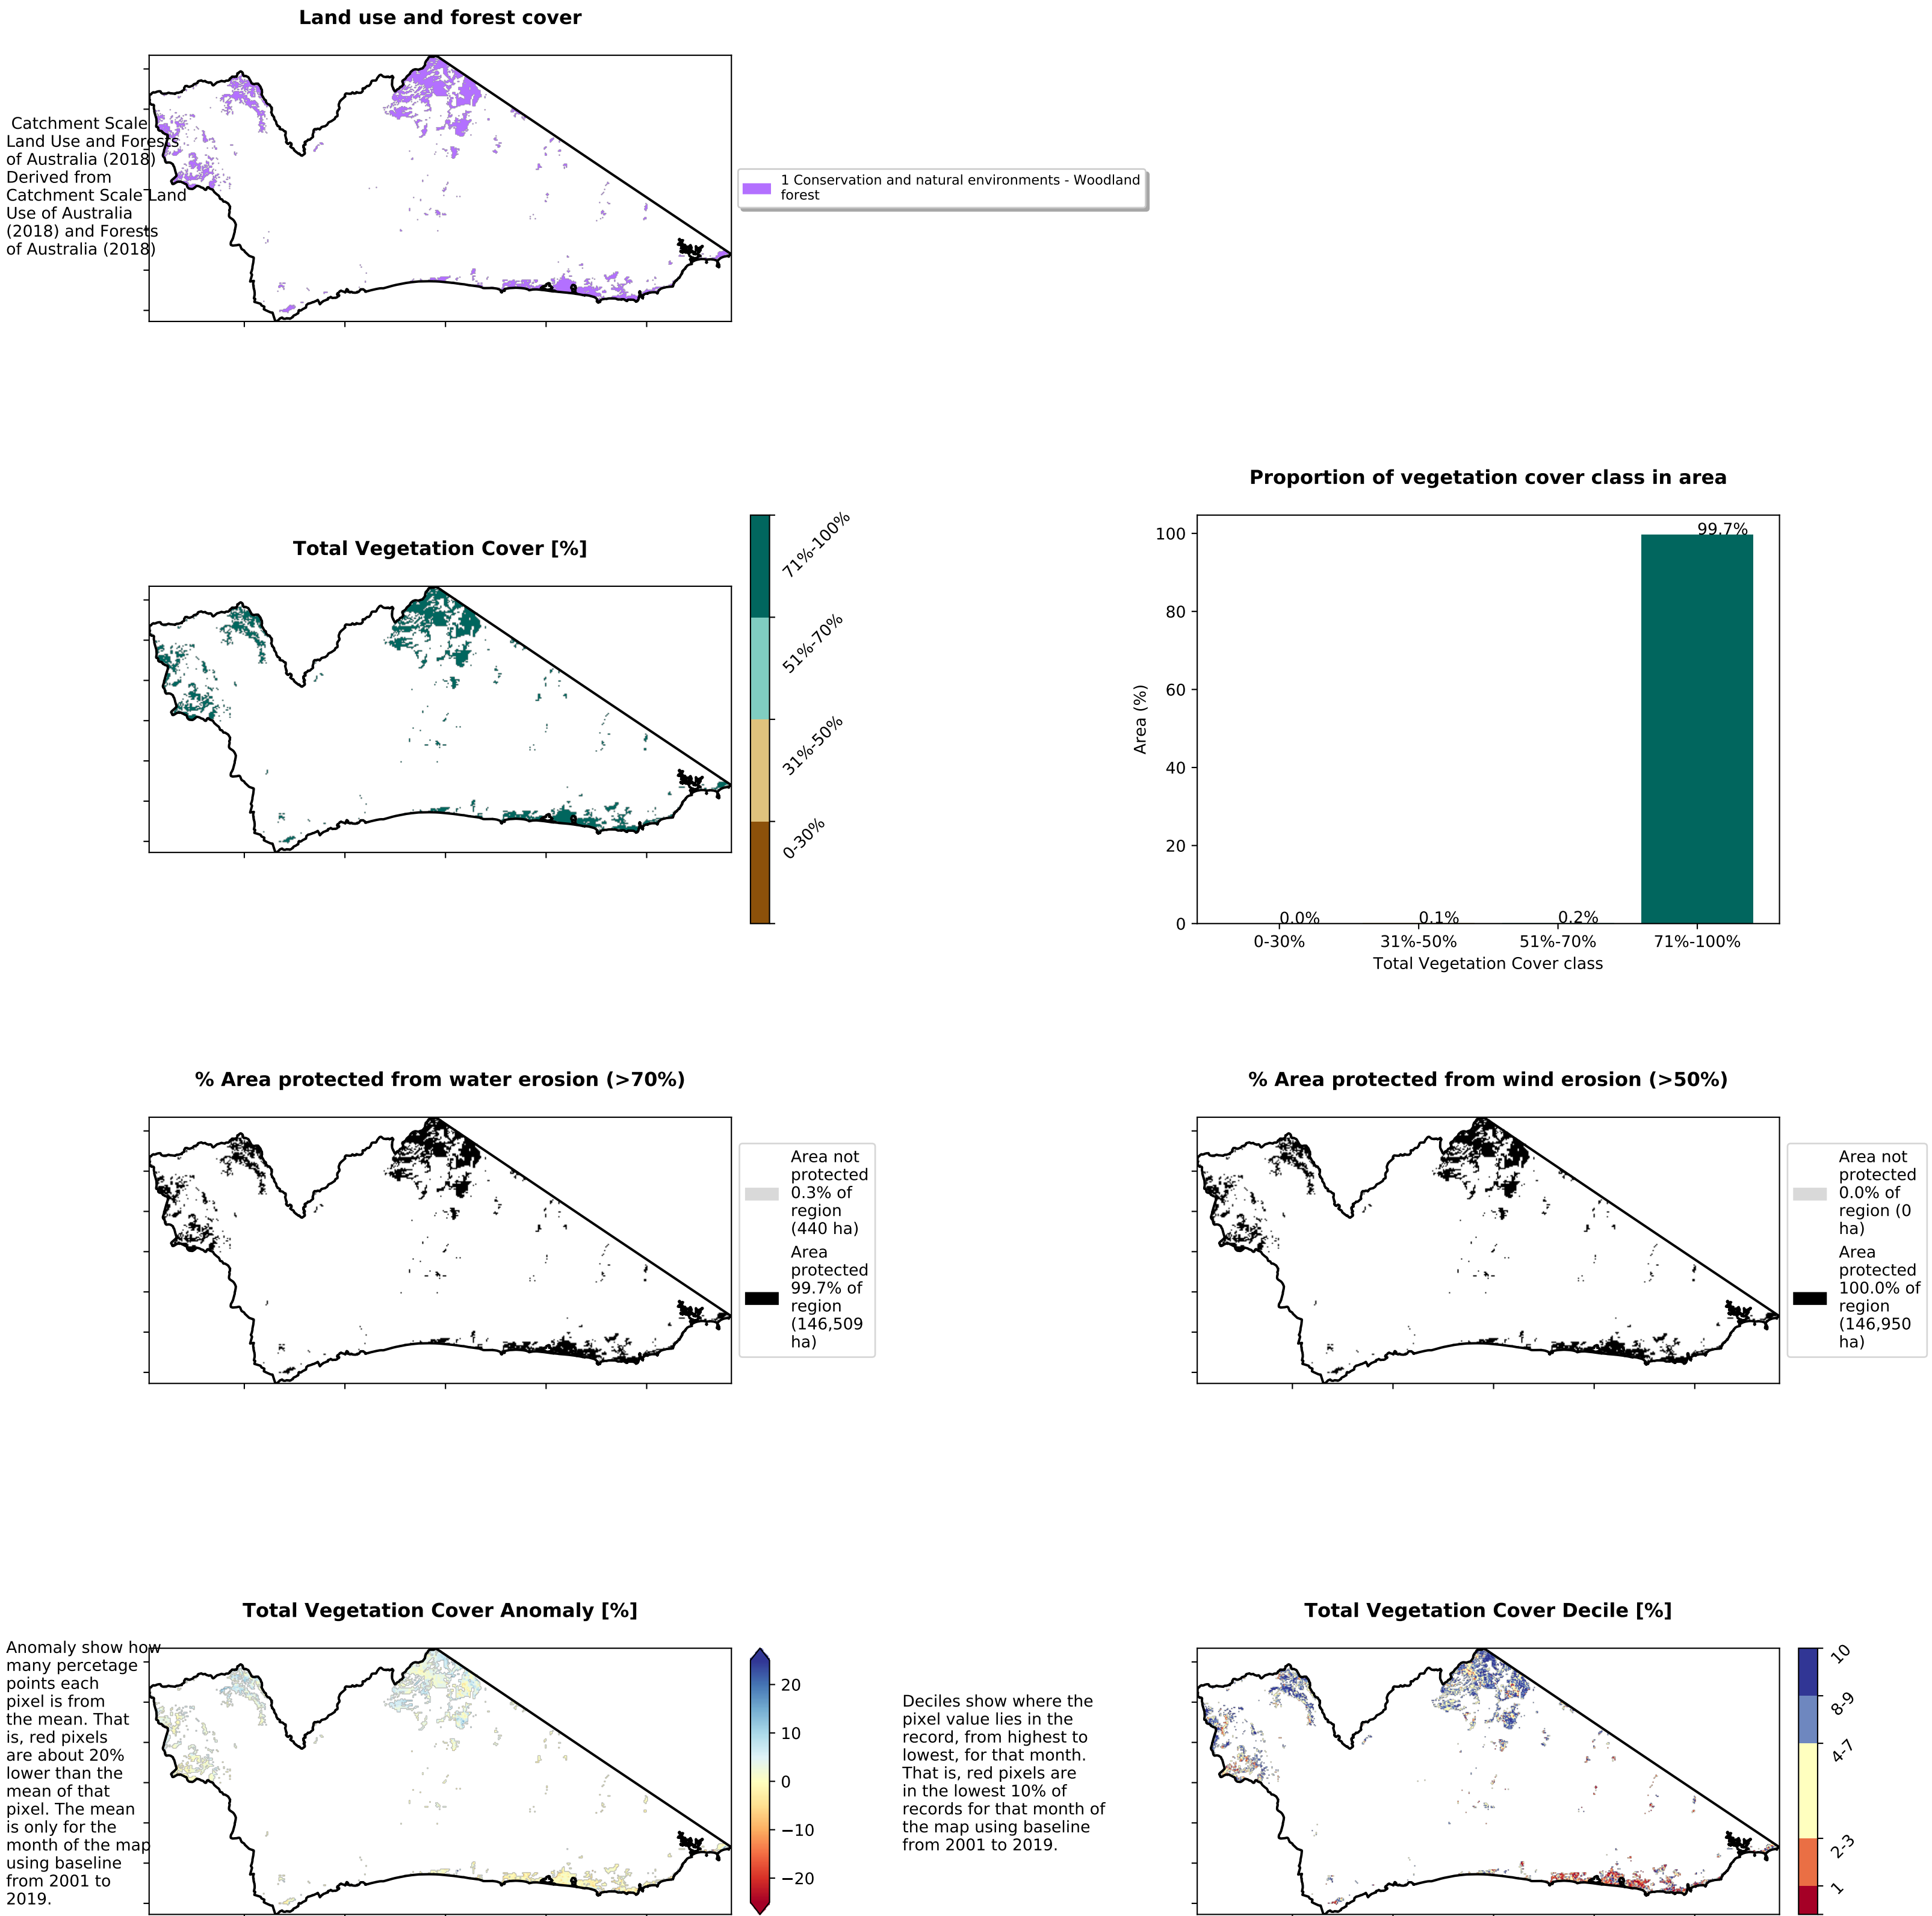 Land use and forest cover
Catchment Scale
Land Use and Forests
of Australia (2018)
Derived from
Catchment Scale Land
Use of Australia
(2018) and Forests
of Australia (2018)
1 Conservation and natural environments - Woodland
forest
Total Vegetation Cover [%]
71%-100%
51%-70%
31%-50%
0-30%
Proportion of vegetation cover class in area
Area (%)
100
80
60
40
20
0
0.0%
0.1%
0.2%
99.7%
0-30%
31%-50%
51%-70%
71%-100%
Total Vegetation Cover class
% Area protected from water erosion (>70%)
Area not
protected
0.3% of
region
(440 ha)
Area
protected
99.7% of
region
(146,509
ha)
% Area protected from wind erosion (>50%)
Area not
protected
0.0% of
region (0
ha)
Area
protected
100.0% of
region
(146,950
ha)
Total Vegetation Cover Anomaly [%]
Anomaly show how
many percetage
points each
pixel is from
the mean. That
is, red pixels
are about 20%
lower than the
mean of that
pixel. The mean
is only for the
month of the map
using baseline
from 2001 to
2019.
20
10
0
−10
−20
Total Vegetation Cover Decile [%]
Deciles show where the
pixel value lies in the
record, from highest to
lowest, for that month.
That is, red pixels are
in the lowest 10% of
records for that month of
the map using baseline
from 2001 to 2019.
10
8-9
4-7
2-3
1